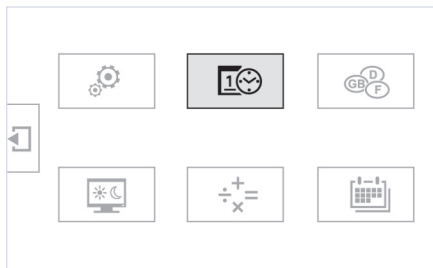 1
D
GB
F
÷ + × =